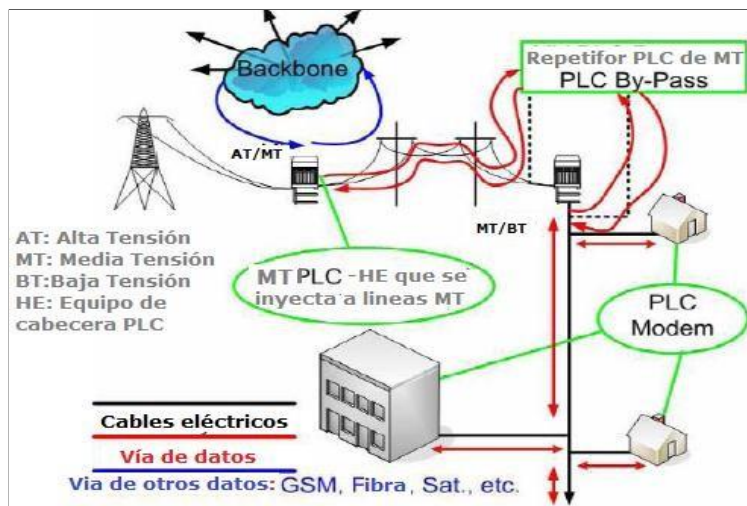 Backbone
Repetifor PLC de MT
PLC By-Pass
AT/MT
MT/BT
AT: Alta Tensión
MT: Media Tensión
BT:Baja Tensión
HE: Equipo de
cabecera PLC
MT PLC -HE que se
inyecta a lineas MT
PLC
Modem
Cables eléctricos
Vía de datos
Via de otros datos: GSM, Fibra, Sat., etc.